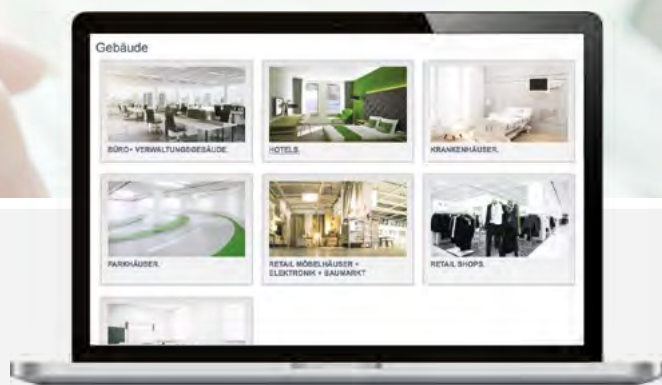 Gebäude
BÜRO+ VERWALTUNGSGEBÄUDE.
HOTELS.
KRANKENHÄUSER.
PARKHÄUSER.
RETAIL MÖBELHÄUSER +
ELEKTRONIK + BAUMARKT
RETAIL SHOPS.